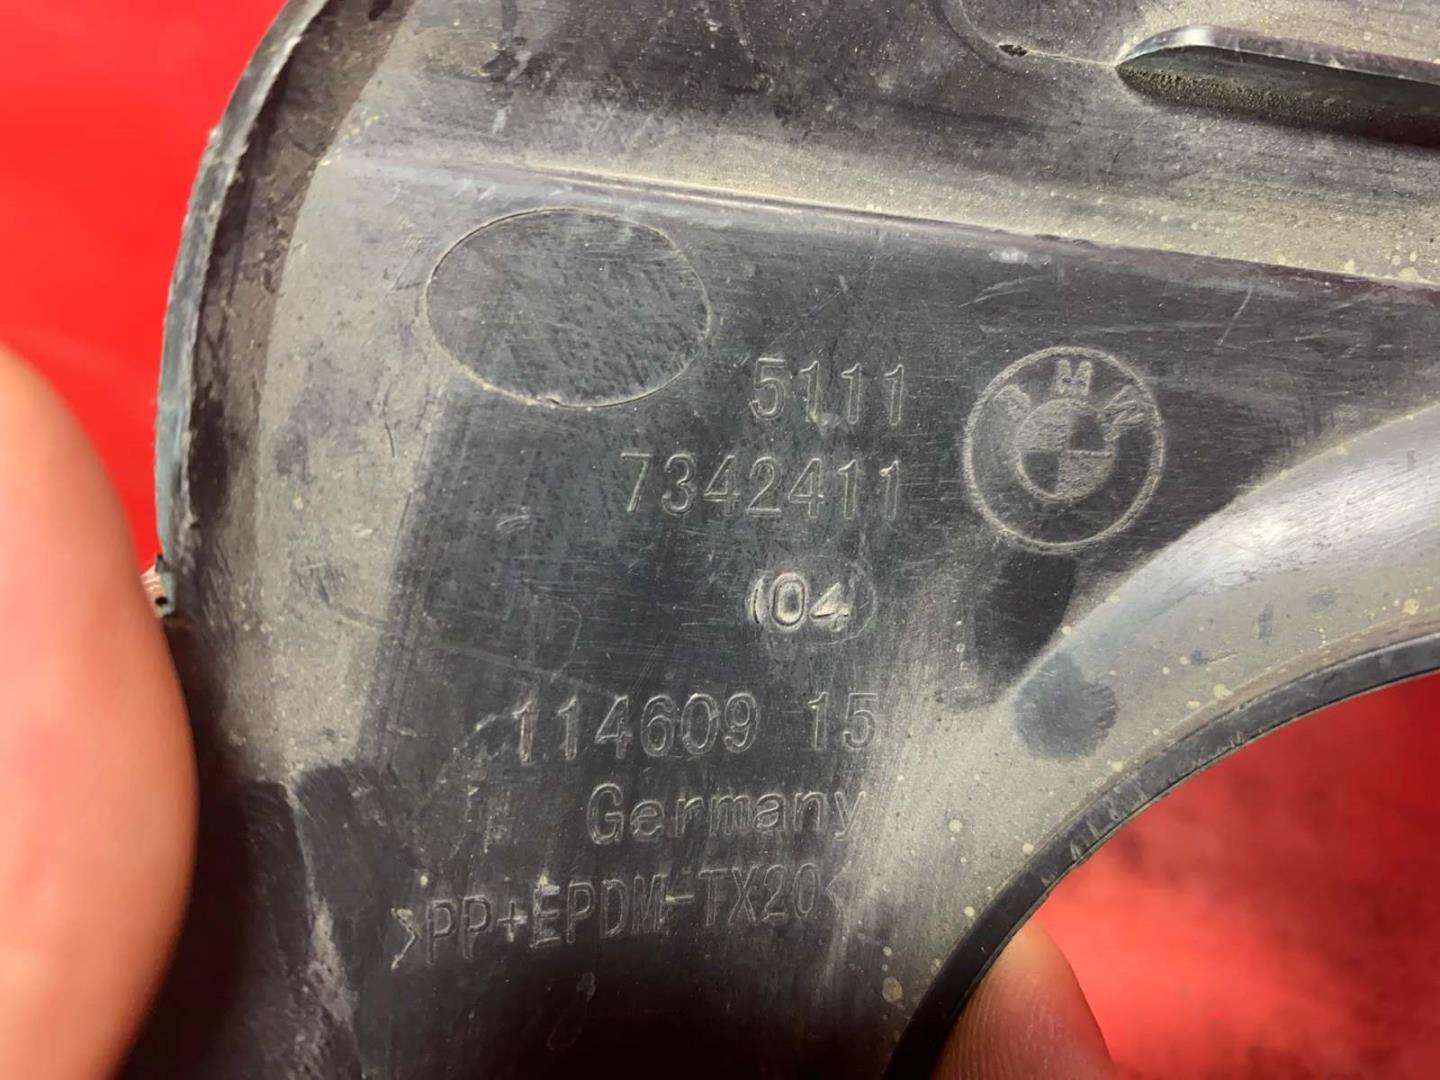 5111
BMW
7342411
04
114609 15
Germany
>PP+EPDM-TX20<